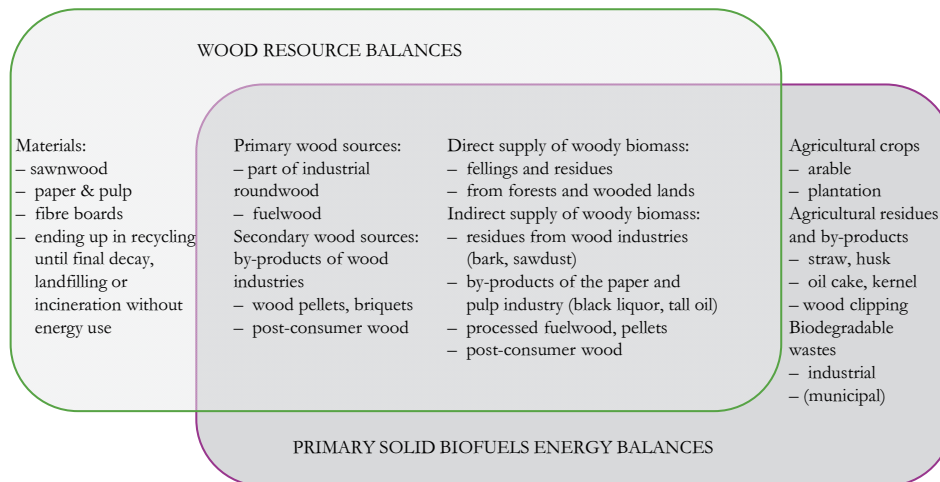 WOOD RESOURCE BALANCES
Materials:
– sawnwood
– paper & pulp
– fibre boards
– ending up in recycling
until final decay,
landfilling or
incineration without
energy use
Primary wood sources:
– part of industrial
roundwood
– fuelwood
Secondary wood sources:
by-products of wood
industries
– wood pellets, briquets
– post-consumer wood
Direct supply of woody biomass:
– fellings and residues
– from forests and wooded lands
Indirect supply of woody biomass:
– residues from wood industries
(bark, sawdust)
– by-products of the paper and
pulp industry (black liquor, tall oil)
– processed fuelwood, pellets
– post-consumer wood
Agricultural crops
– arable
– plantation
Agricultural residues
and by-products
– straw, husk
– oil cake, kernel
– wood clipping
Biodegradable
wastes
– industrial
– (municipal)
PRIMARY SOLID BIOFUELS ENERGY BALANCES